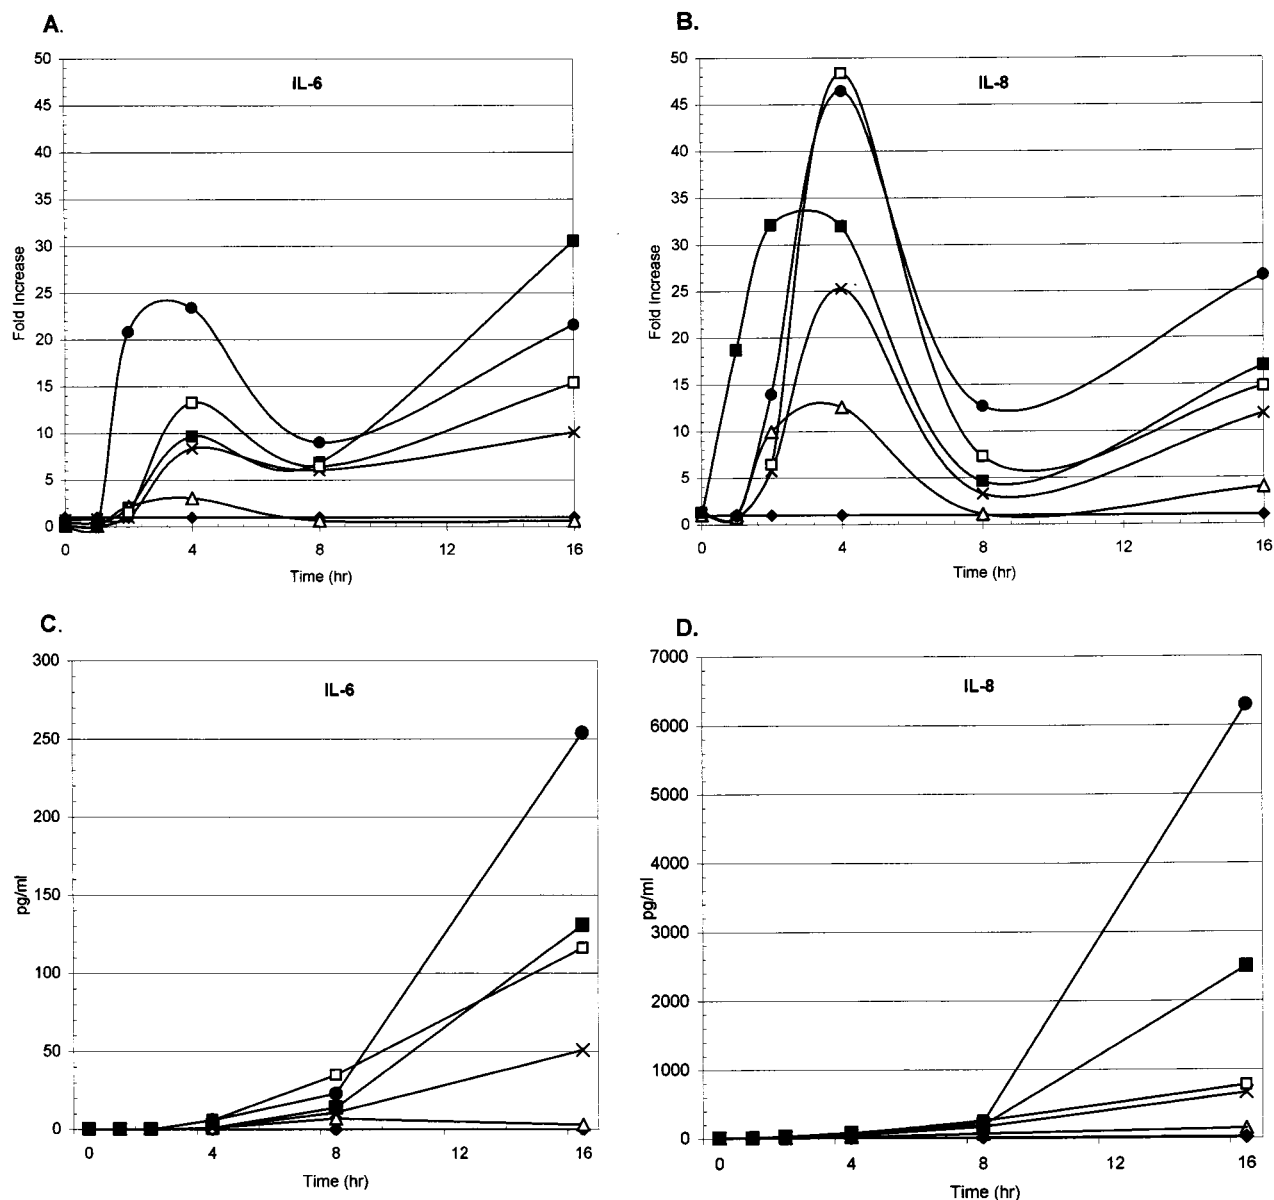 A.
IL-6
50
45
40
35
30
25
20
15
10
5
0
Fold Increase
0 4 8 12 16
Time (hr)
B.
IL-8
50
45
40
35
30
25
20
15
10
5
0
Fold Increase
0 4 8 12 16
Time (hr)
C.
IL-6
300
250
200
150
100
50
0
pg/ml
0 4 8 12 16
Time (hr)
D.
IL-8
7000
6000
5000
4000
3000
2000
1000
0
pg/ml
0 4 8 12 16
Time (hr)